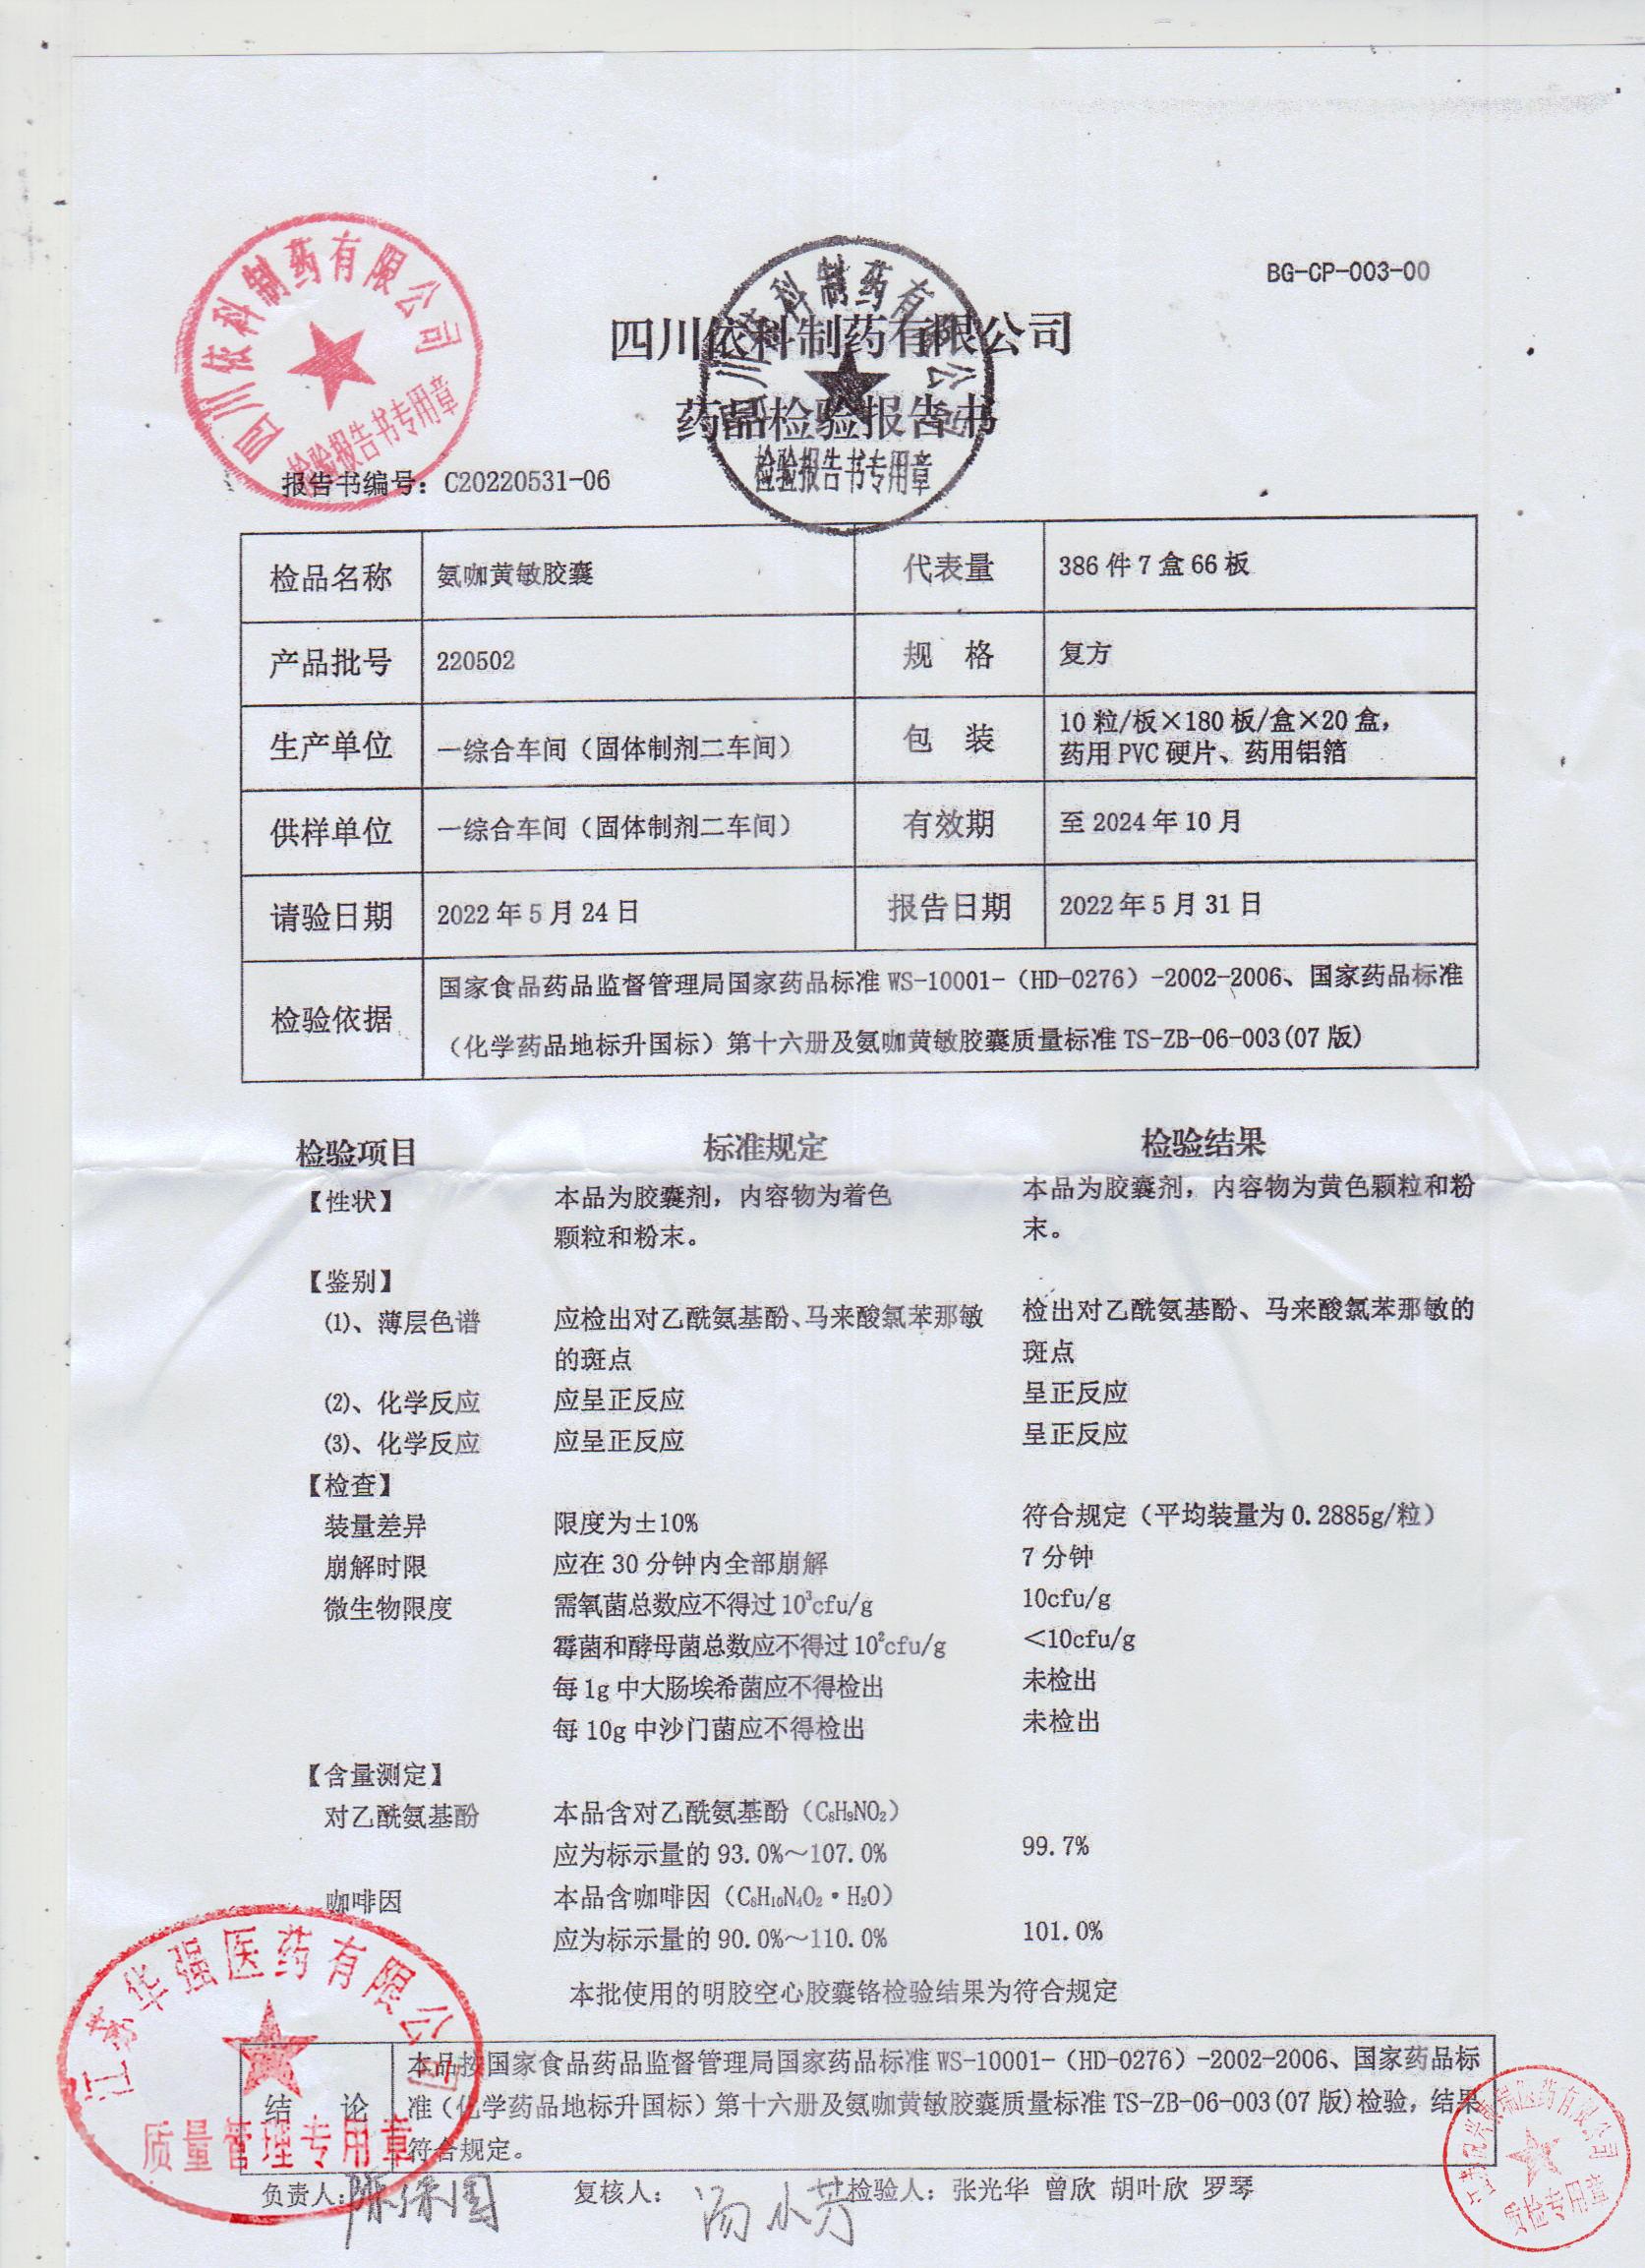 BG-CP-003-00
四川依科制药有限公司
检验报告书专用章
四川依科制药有限公司
检验报告书专用章
四川依科制药有限公司
药品检验报告书
报告书编号：C20220531-06
检品名称 氨咖黄敏胶囊 代表量 386件7盒66板
产品批号 220502 规 格 复方
生产单位 一综合车间（固体制剂二车间） 包 装 10粒/板×180板/盒×20盒，
药用PVC硬片、药用铝箔
供样单位 一综合车间（固体制剂二车间） 有效期 至2024年10月
请验日期 2022年5月24日 报告日期 2022年5月31日
检验依据 国家食品药品监督管理局国家药品标准WS-10001-（HD-0276）-2002-2006、国家药品标准
（化学药品地标升国标）第十六册及氨咖黄敏胶囊质量标准TS-ZB-06-003(07版)
检验项目 标准规定 检验结果
【性状】 本品为胶囊剂，内容物为着色 本品为胶囊剂，内容物为黄色颗粒和粉
颗粒和粉末。 末。
【鉴别】
⑴、薄层色谱 应检出对乙酰氨基酚、马来酸氯苯那敏 检出对乙酰氨基酚、马来酸氯苯那敏的
的斑点 斑点
⑵、化学反应 应呈正反应 呈正反应
⑶、化学反应 应呈正反应 呈正反应
【检查】
装量差异 限度为±10% 符合规定（平均装量为0.2885g/粒）
崩解时限 应在30分钟内全部崩解 7分钟
微生物限度 需氧菌总数应不得过10³cfu/g 10cfu/g
霉菌和酵母菌总数应不得过10²cfu/g ＜10cfu/g
每1g中大肠埃希菌应不得检出 未检出
每10g中沙门菌应不得检出 未检出
【含量测定】
对乙酰氨基酚 本品含对乙酰氨基酚（C₈H₉NO₂）
应为标示量的93.0%～107.0% 99.7%
咖啡因 本品含咖啡因（C₈H₁₀N₄O₂·H₂O）
应为标示量的90.0%～110.0% 101.0%
本批使用的明胶空心胶囊铬检验结果为符合规定
结 论 本品按国家食品药品监督管理局国家药品标准WS-10001-（HD-0276）-2002-2006、国家药品标
准（化学药品地标升国标）第十六册及氨咖黄敏胶囊质量标准TS-ZB-06-003(07版)检验，结果
符合规定。
江苏华强医药有限公司
质量管理专用章
质检专用章
负责人： 复核人： 汤小芳 检验人：张光华 曾欣 胡叶欣 罗琴